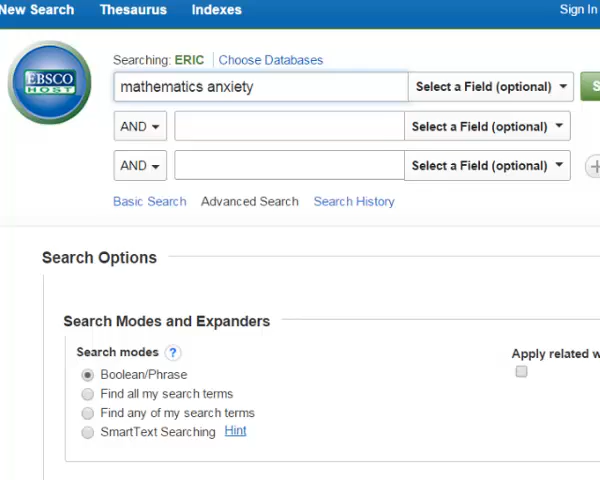 New Search Thesaurus Indexes Sign In
Searching: ERIC Choose Databases
EBSCO
HOST
mathematics anxiety Select a Field (optional) S
AND Select a Field (optional)
AND Select a Field (optional)
Basic Search Advanced Search Search History
Search Options
Search Modes and Expanders
Search modes ? Apply related w
Boolean/Phrase
Find all my search terms
Find any of my search terms
SmartText Searching Hint